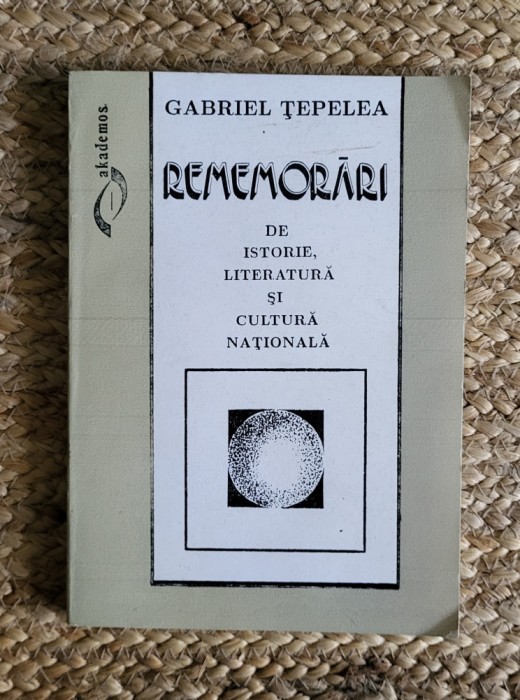 akademos.
GABRIEL ŢEPELEA
REMEMORĂRI
DE
ISTORIE,
LITERATURĂ
ŞI
CULTURĂ
NAŢIONALĂ